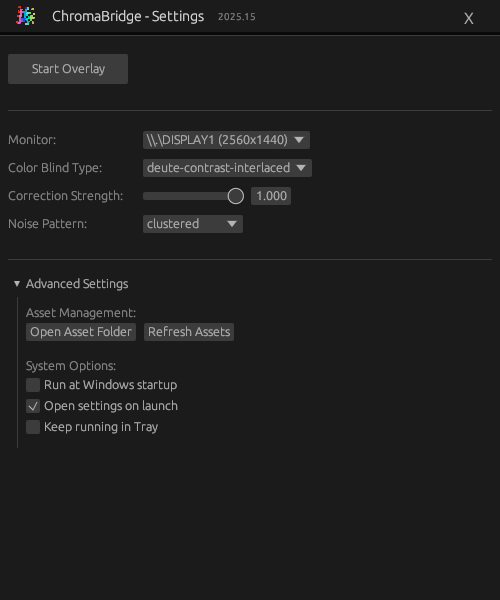 ChromaBridge - Settings 2025.15 X
Start Overlay
Monitor: \\.\DISPLAY1 (2560x1440)
Color Blind Type: deute-contrast-interlaced
Correction Strength: 1.000
Noise Pattern: clustered
Advanced Settings
Asset Management:
Open Asset Folder Refresh Assets
System Options:
Run at Windows startup
Open settings on launch
Keep running in Tray